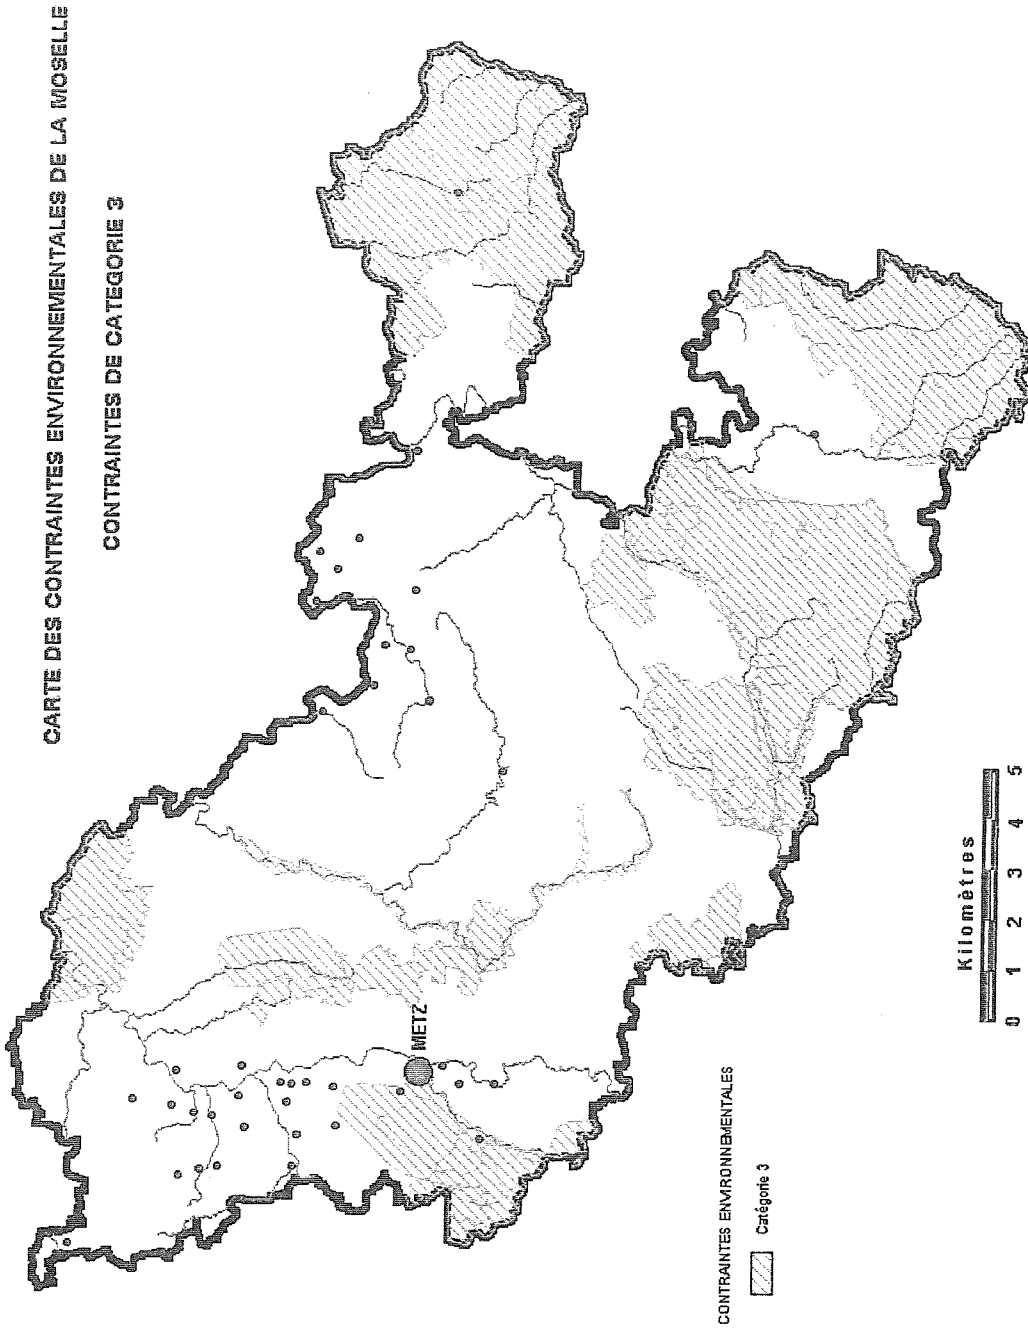 CARTE DES CONTRAINTES ENVIRONNEMENTALES DE LA MOSELLE
CONTRAINTES DE CATEGORIE 3
METZ
Kilomètres
0 1 2 3 4 5
CONTRAINTES ENVIRONNEMENTALES
Catégorie 3